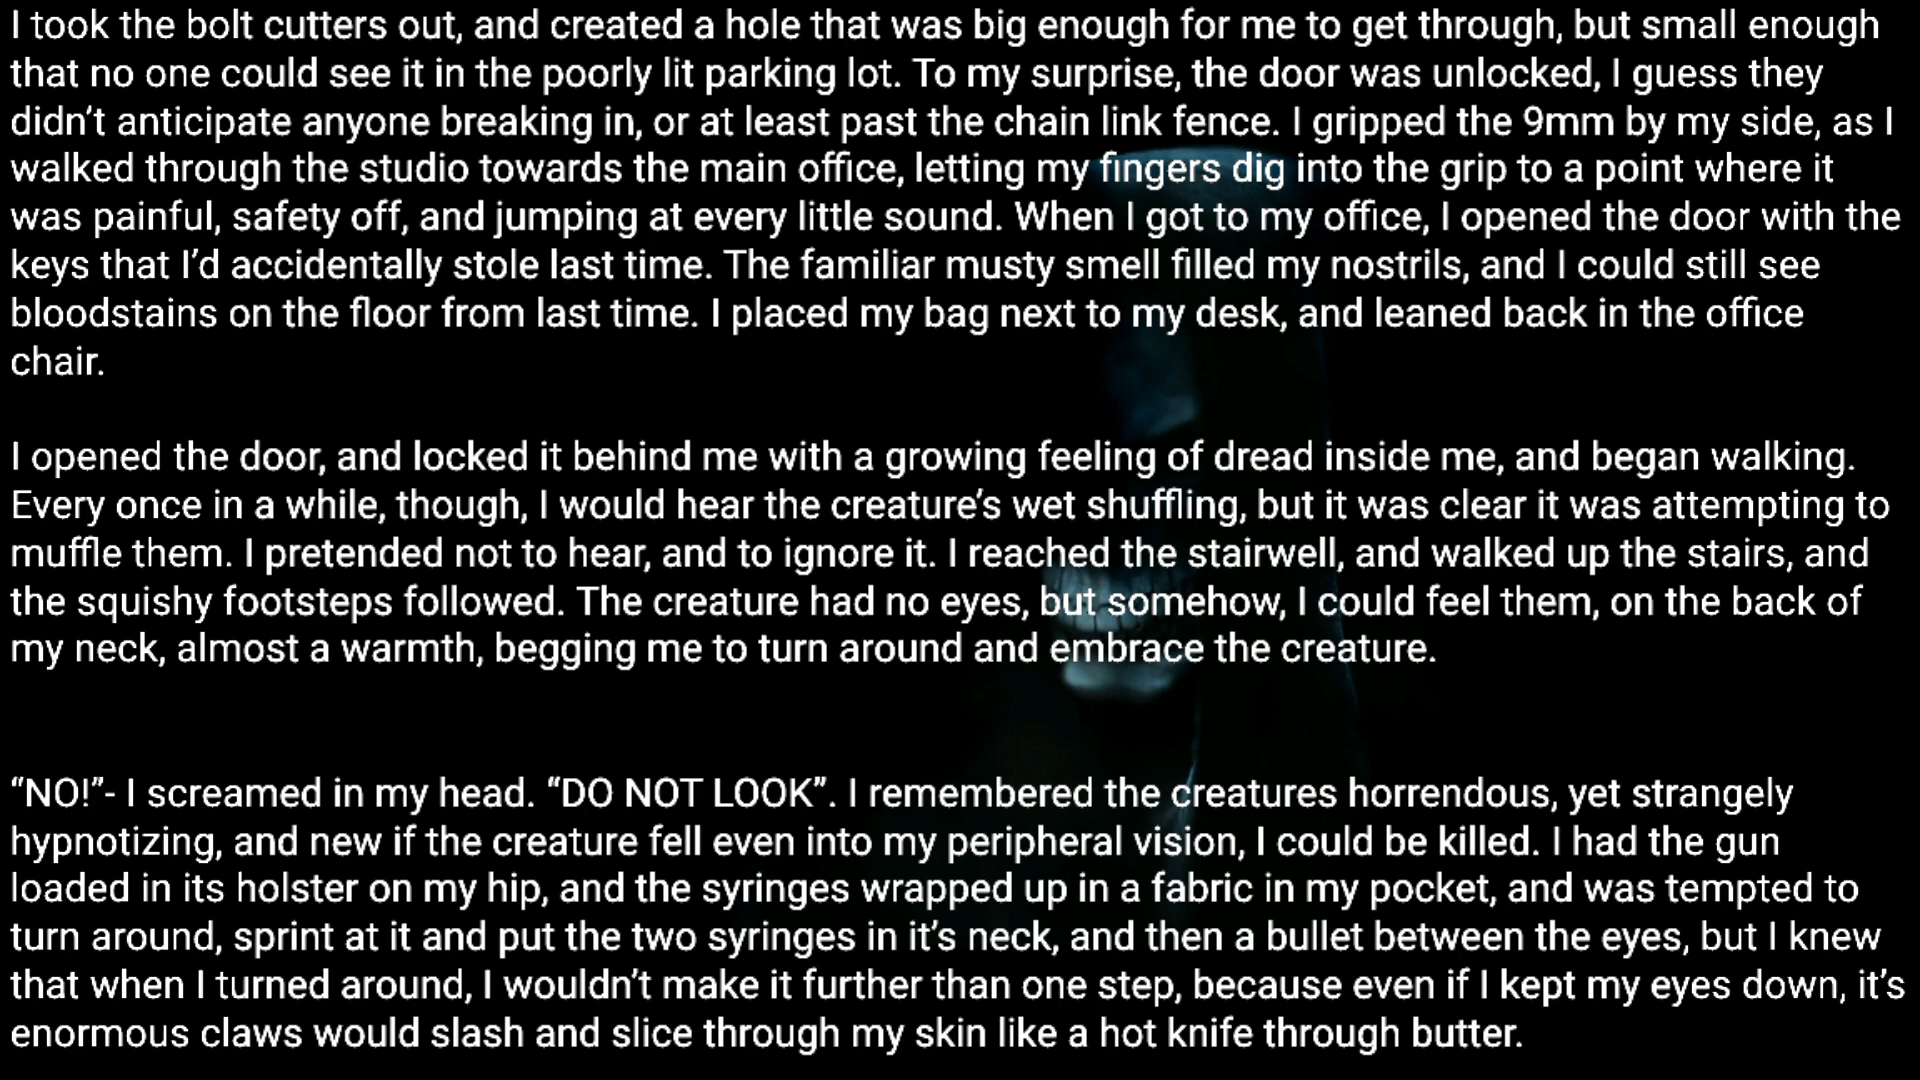 I took the bolt cutters out, and created a hole that was big enough for me to get through, but small enough
that no one could see it in the poorly lit parking lot. To my surprise, the door was unlocked, I guess they
didn’t anticipate anyone breaking in, or at least past the chain link fence. I gripped the 9mm by my side, as I
walked through the studio towards the main office, letting my fingers dig into the grip to a point where it
was painful, safety off, and jumping at every little sound. When I got to my office, I opened the door with the
keys that I’d accidentally stole last time. The familiar musty smell filled my nostrils, and I could still see
bloodstains on the floor from last time. I placed my bag next to my desk, and leaned back in the office
chair.
I opened the door, and locked it behind me with a growing feeling of dread inside me, and began walking.
Every once in a while, though, I would hear the creature’s wet shuffling, but it was clear it was attempting to
muffle them. I pretended not to hear, and to ignore it. I reached the stairwell, and walked up the stairs, and
the squishy footsteps followed. The creature had no eyes, but somehow, I could feel them, on the back of
my neck, almost a warmth, begging me to turn around and embrace the creature.
“NO!”- I screamed in my head. “DO NOT LOOK”. I remembered the creatures horrendous, yet strangely
hypnotizing, and new if the creature fell even into my peripheral vision, I could be killed. I had the gun
loaded in its holster on my hip, and the syringes wrapped up in a fabric in my pocket, and was tempted to
turn around, sprint at it and put the two syringes in it’s neck, and then a bullet between the eyes, but I knew
that when I turned around, I wouldn’t make it further than one step, because even if I kept my eyes down, it’s
enormous claws would slash and slice through my skin like a hot knife through butter.